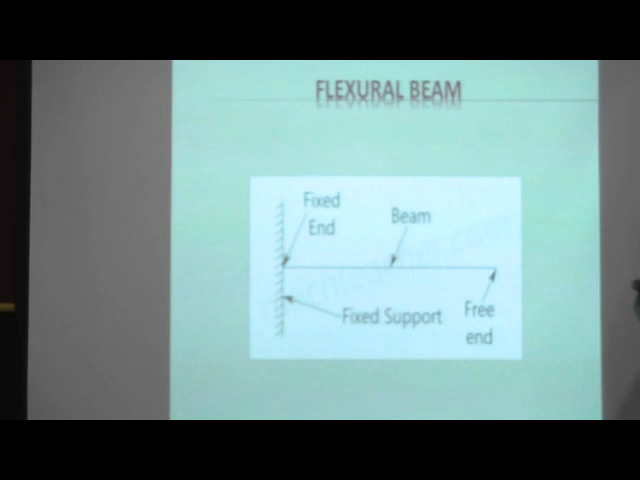 FLEXURAL BEAM
Fixed
End
Beam
Fixed Support
Free
end